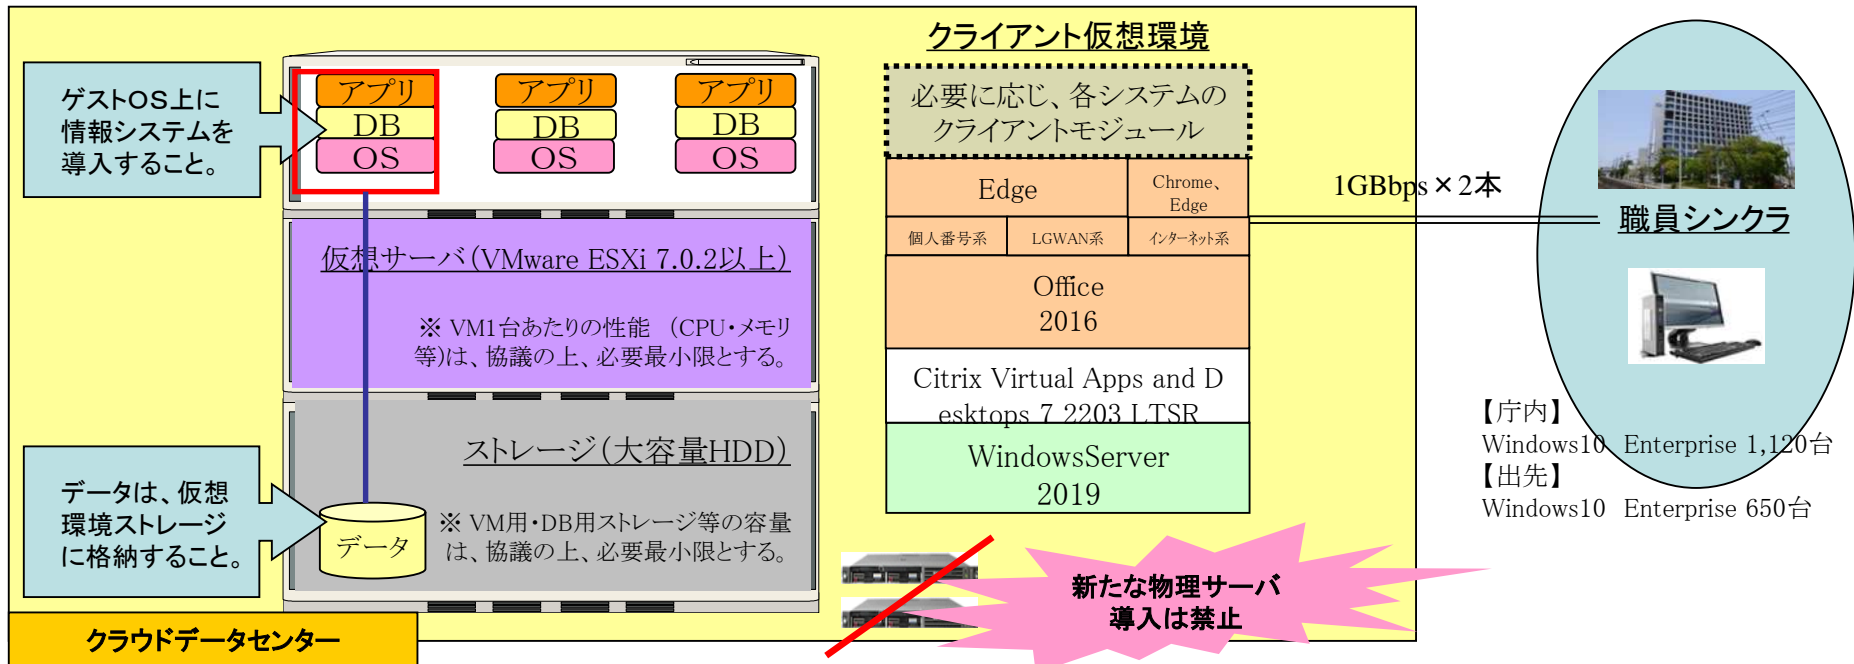 クライアント仮想環境
ゲストOS上に
情報システムを
導入すること。
アプリ
DB
OS
アプリ
DB
OS
アプリ
DB
OS
仮想サーバ(VMware ESXi 7.0.2以上)
※ VM1台あたりの性能 (CPU・メモリ
等)は、協議の上、必要最小限とする。
ストレージ(大容量HDD)
※ VM用・DB用ストレージ等の容量
は、協議の上、必要最小限とする。
データ
データは、仮想
環境ストレージ
に格納すること。
クラウドデータセンター
必要に応じ、各システムの
クライアントモジュール
Edge
Chrome、
Edge
個人番号系
LGWAN系
インターネット系
Office
2016
Citrix Virtual Apps and D
esktops 7 2203 LTSR
WindowsServer
2019
新たな物理サーバ
導入は禁止
1GBbps×2本
職員シンクラ
【庁内】
Windows10 Enterprise 1,120台
【出先】
Windows10 Enterprise 650台